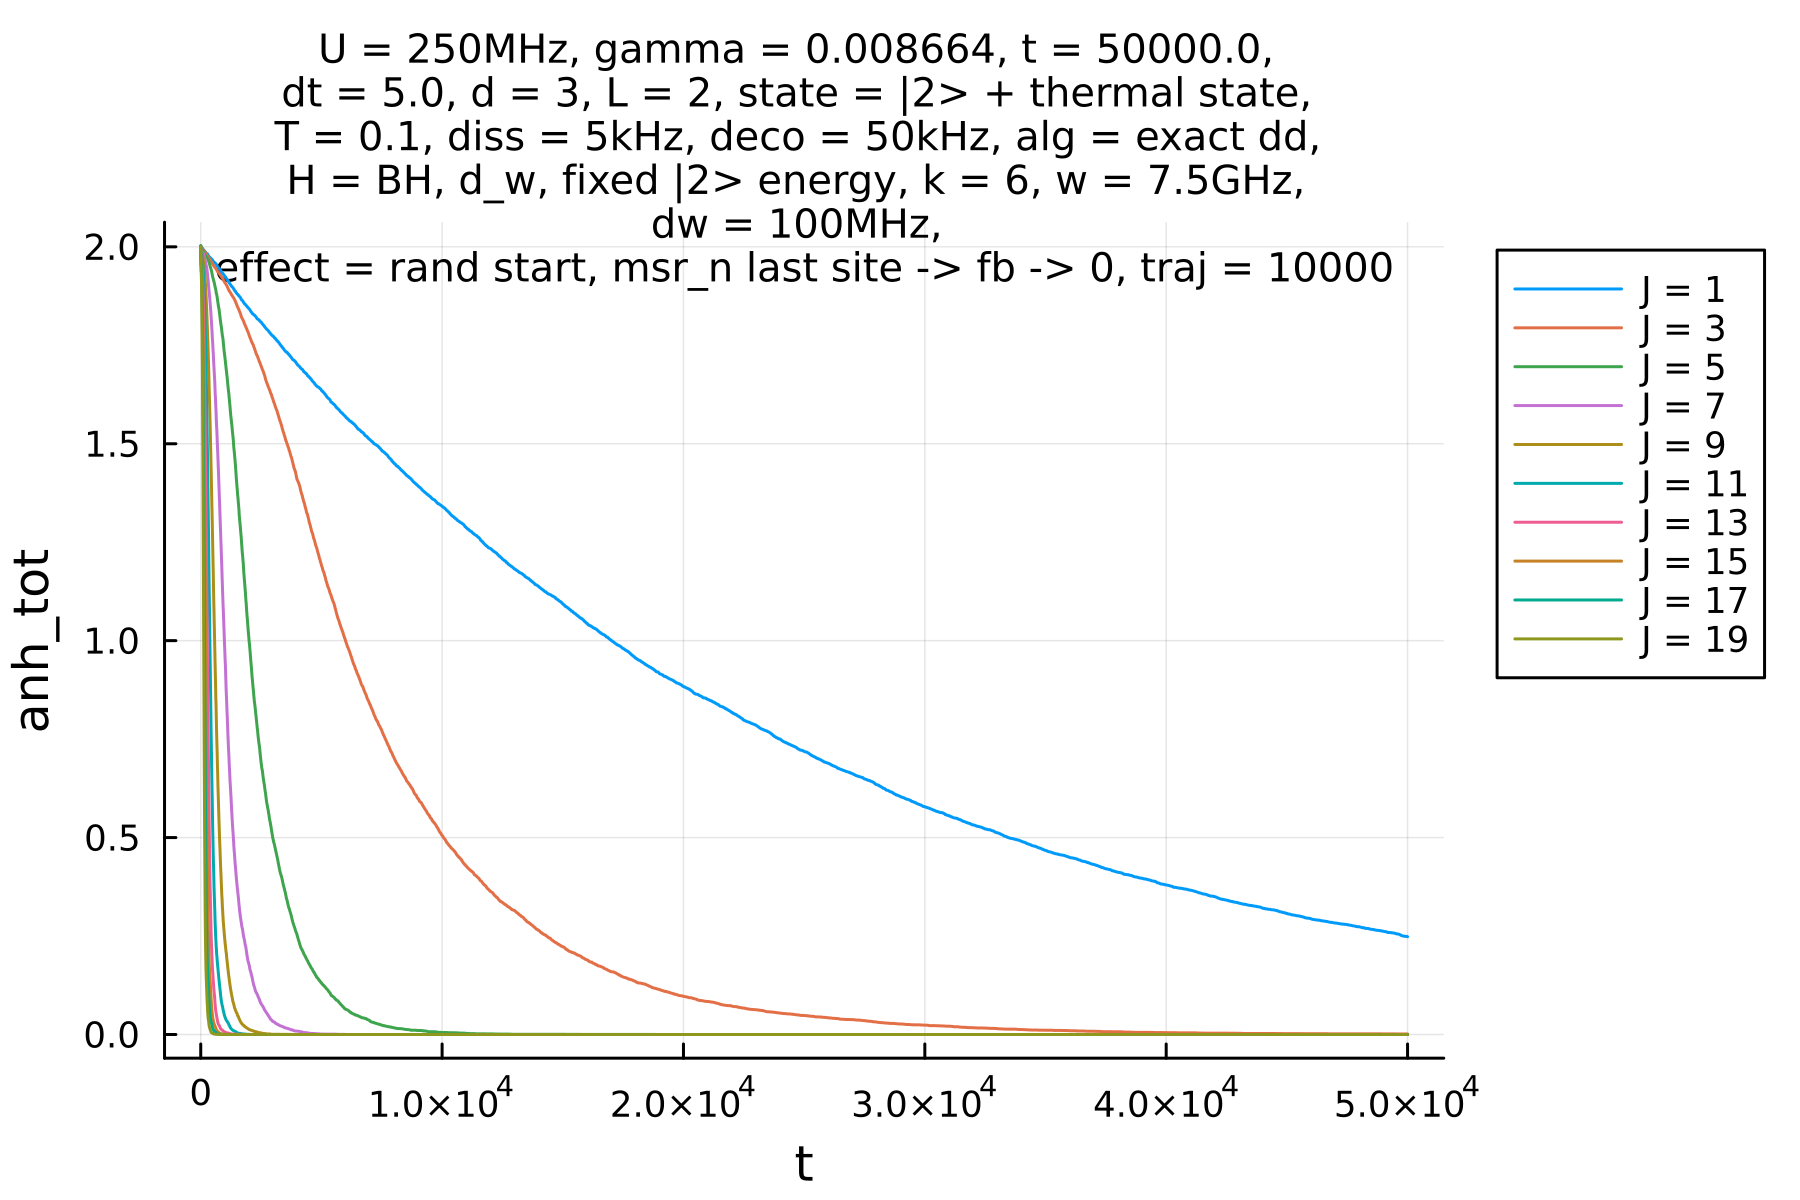 U = 250MHz, gamma = 0.008664, t = 50000.0,
dt = 5.0, d = 3, L = 2, state = |2> + thermal state,
T = 0.1, diss = 5kHz, deco = 50kHz, alg = exact dd,
H = BH, d_w, fixed |2> energy, k = 6, w = 7.5GHz,
dw = 100MHz,
effect = rand start, msr_n last site -> fb -> 0, traj = 10000
anh_tot
2.0
1.5
1.0
0.5
0.0
0
1.0×10⁴
2.0×10⁴
3.0×10⁴
4.0×10⁴
5.0×10⁴
t
J = 1
J = 3
J = 5
J = 7
J = 9
J = 11
J = 13
J = 15
J = 17
J = 19